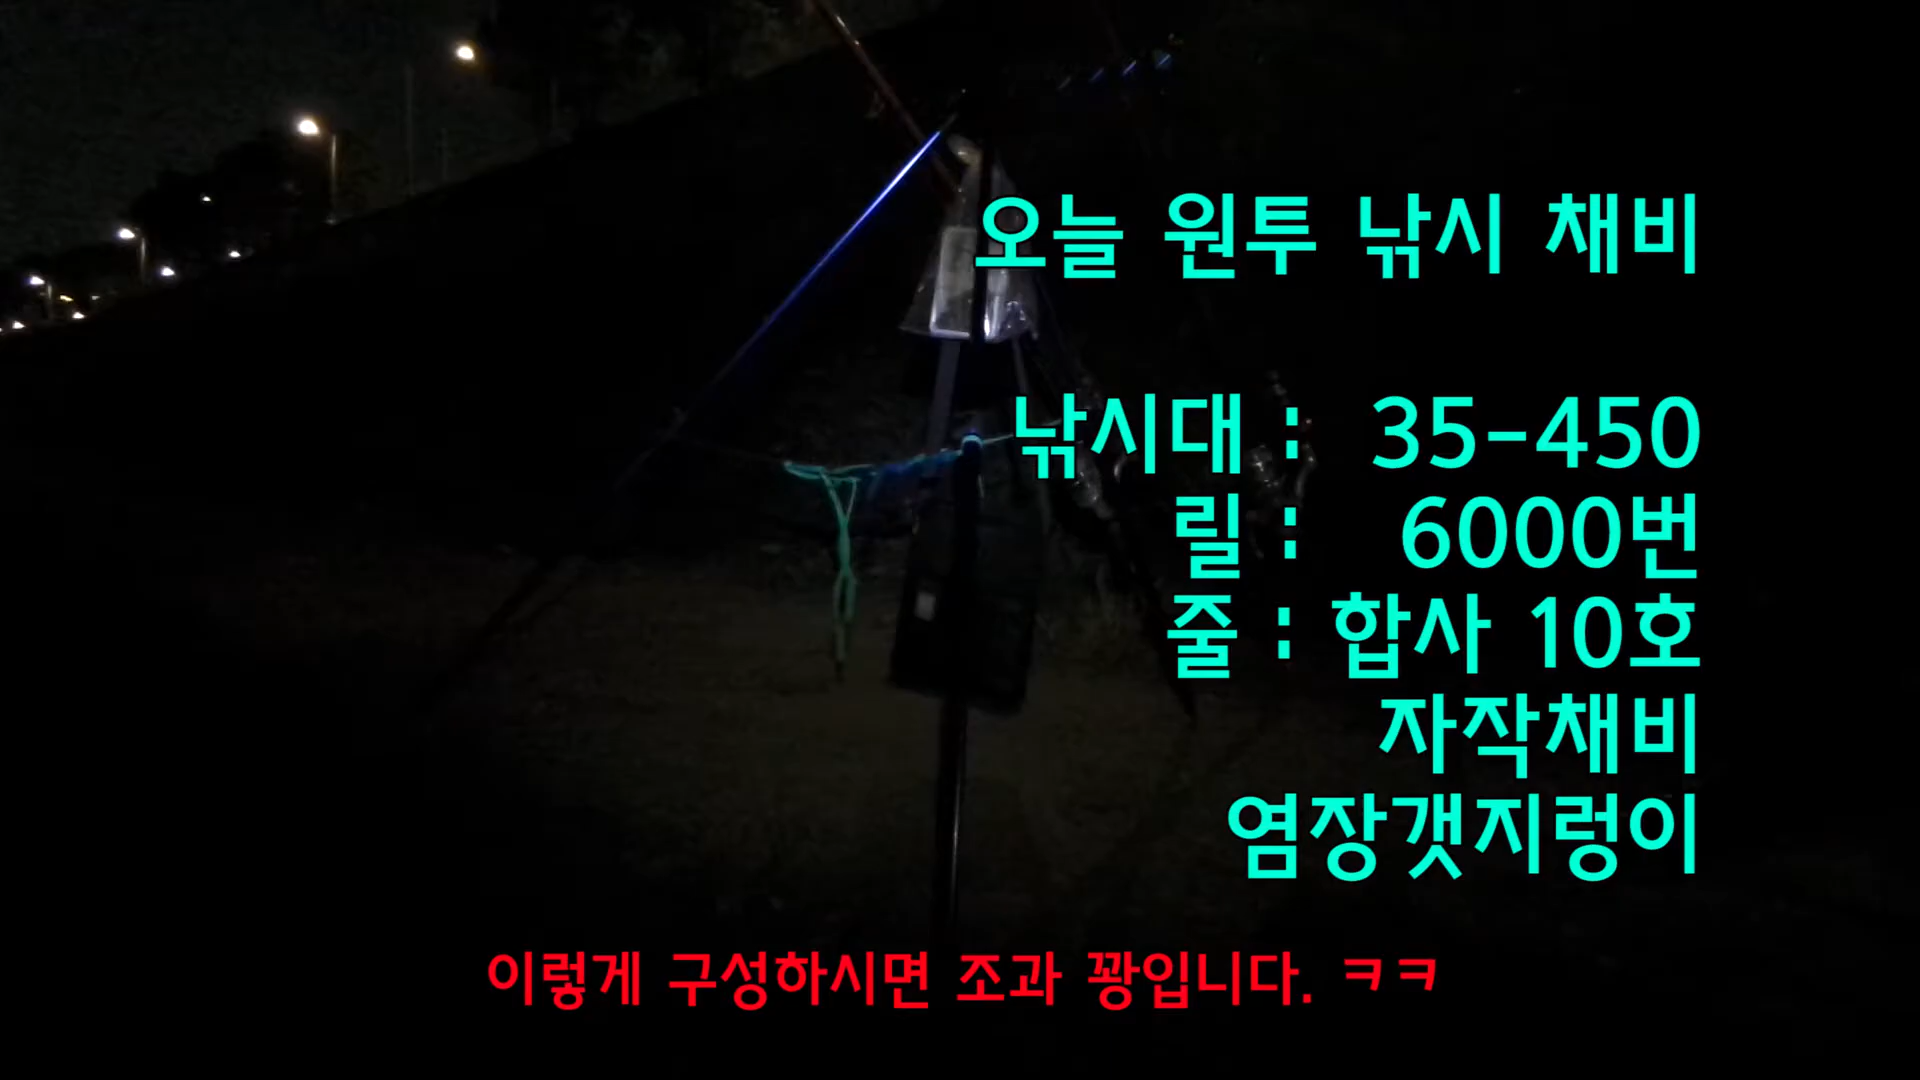 오늘 원투 낚시 채비
낚시대 : 35-450
릴 : 6000번
줄 : 합사 10호
자작채비
염장갯지렁이
이렇게 구성하시면 조과 꽝입니다. ㅋㅋ